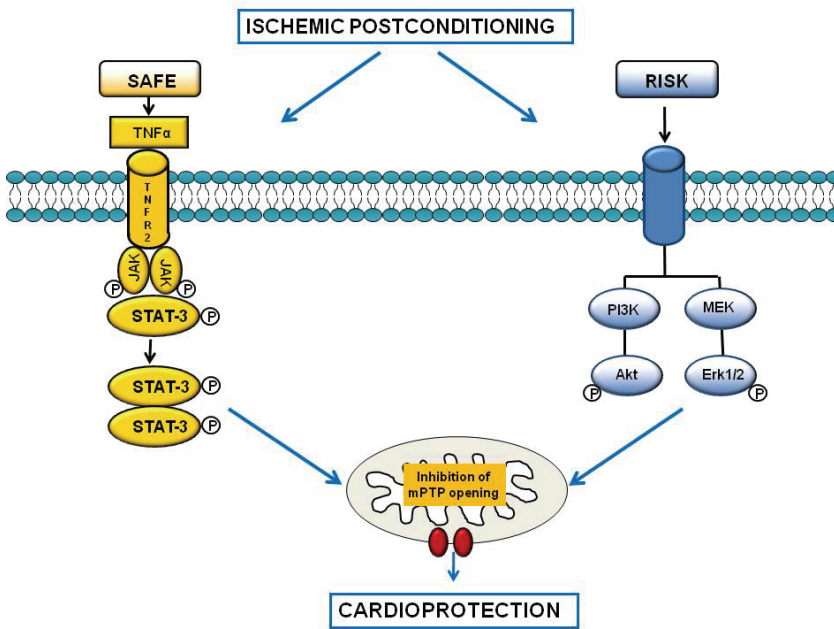 ISCHEMIC POSTCONDITIONING
SAFE
RISK
TNFα
TNFR2
JAK
JAK
P
P
STAT-3
P
STAT-3
P
STAT-3
P
PI3K
MEK
Akt
P
Erk1/2
P
Inhibition of
mPTP opening
CARDIOPROTECTION